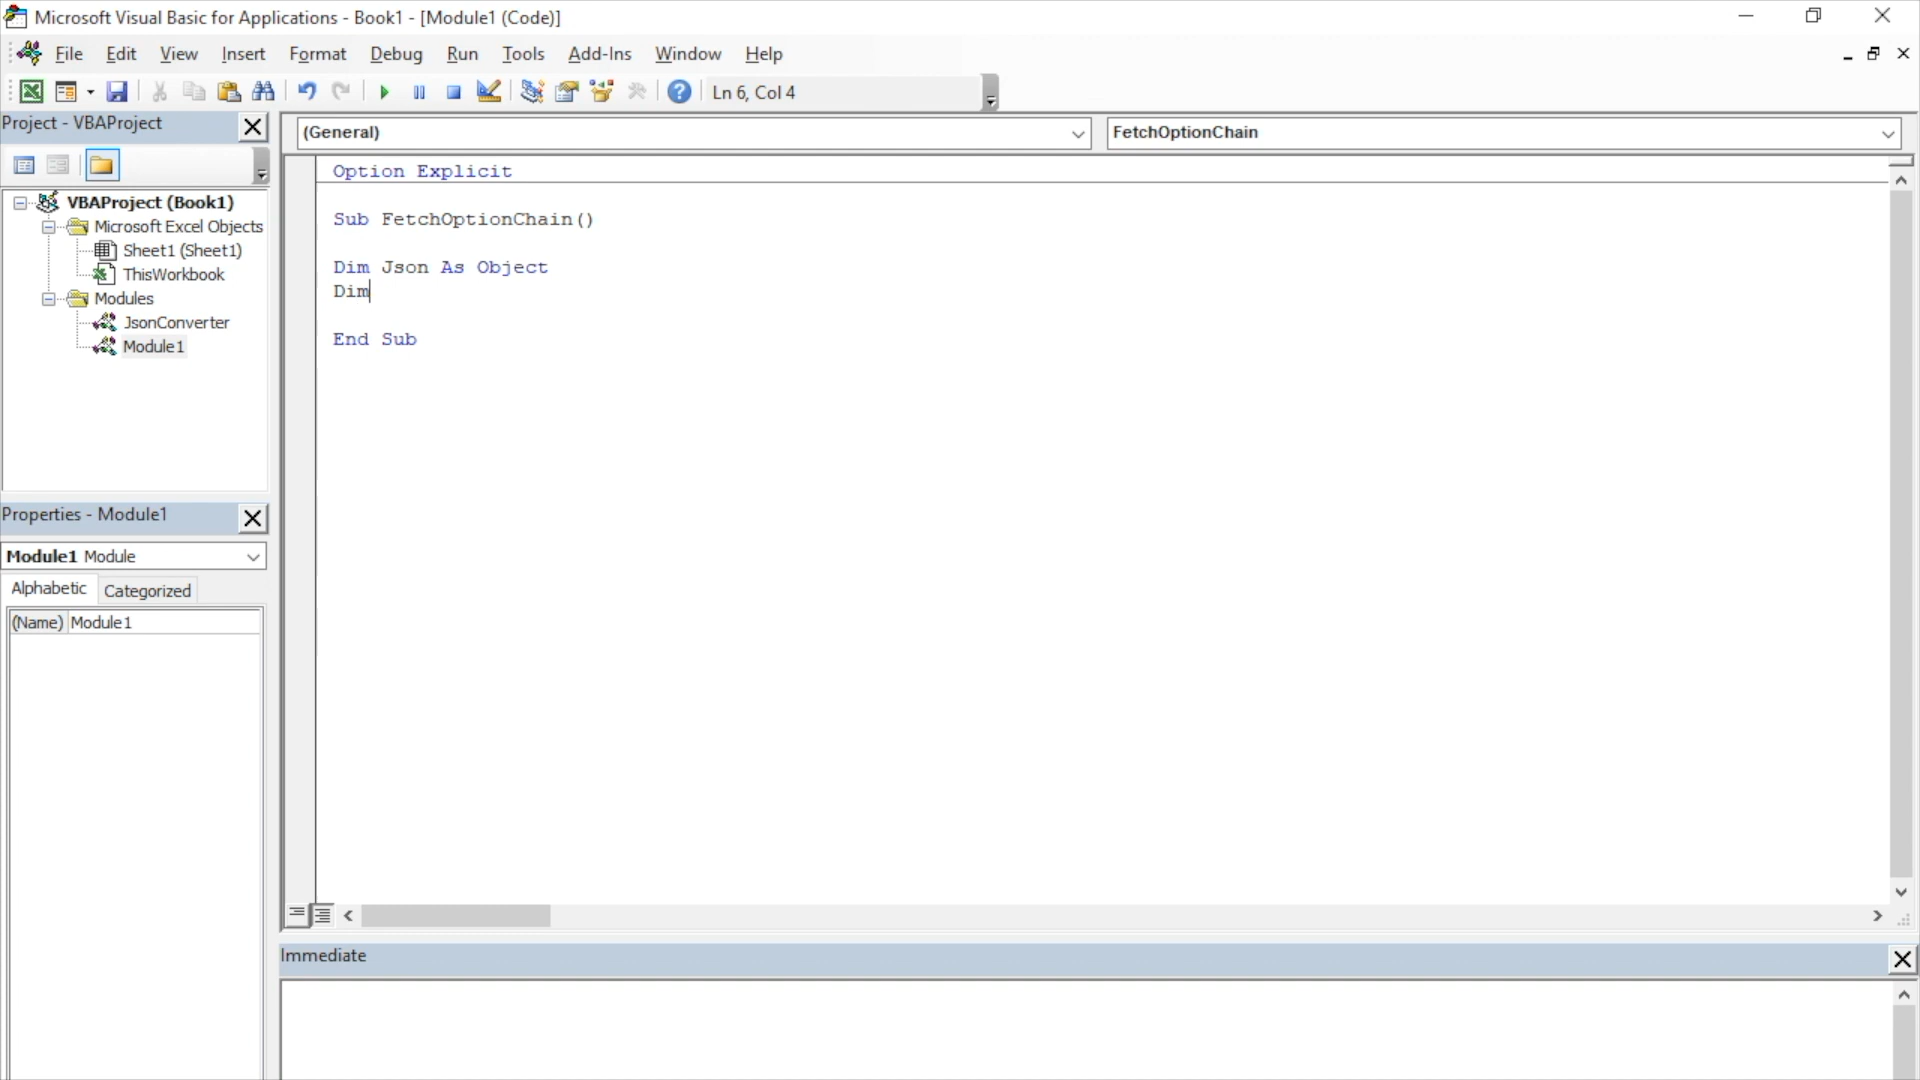 Microsoft Visual Basic for Applications - Book1 - [Module1 (Code)]
File Edit View Insert Format Debug Run Tools Add-Ins Window Help
Ln 6, Col 4
Project - VBAProject
(General)
FetchOptionChain
VBAProject (Book1)
Microsoft Excel Objects
Sheet1 (Sheet1)
ThisWorkbook
Modules
JsonConverter
Module1
Properties - Module1
Module1 Module
Alphabetic Categorized
(Name) Module1
Option Explicit
Sub FetchOptionChain()
Dim Json As Object
Dim
End Sub
Immediate